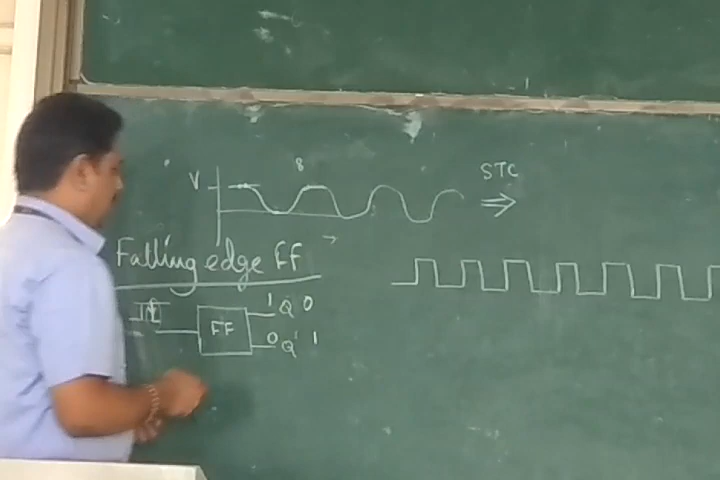 V
8
STC
Falling edge FF
FF
1 Q 0
0 Q' 1